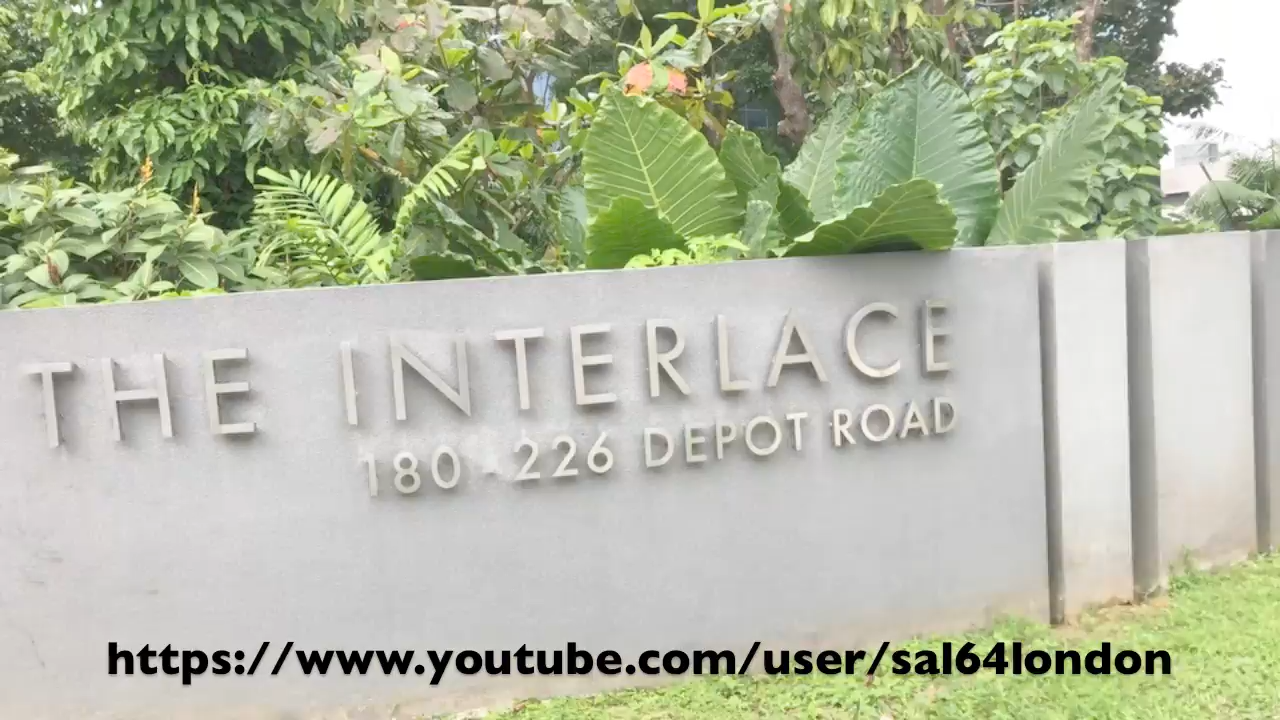 THE INTERLACE
180 - 226 DEPOT ROAD
https://www.youtube.com/user/sal64london